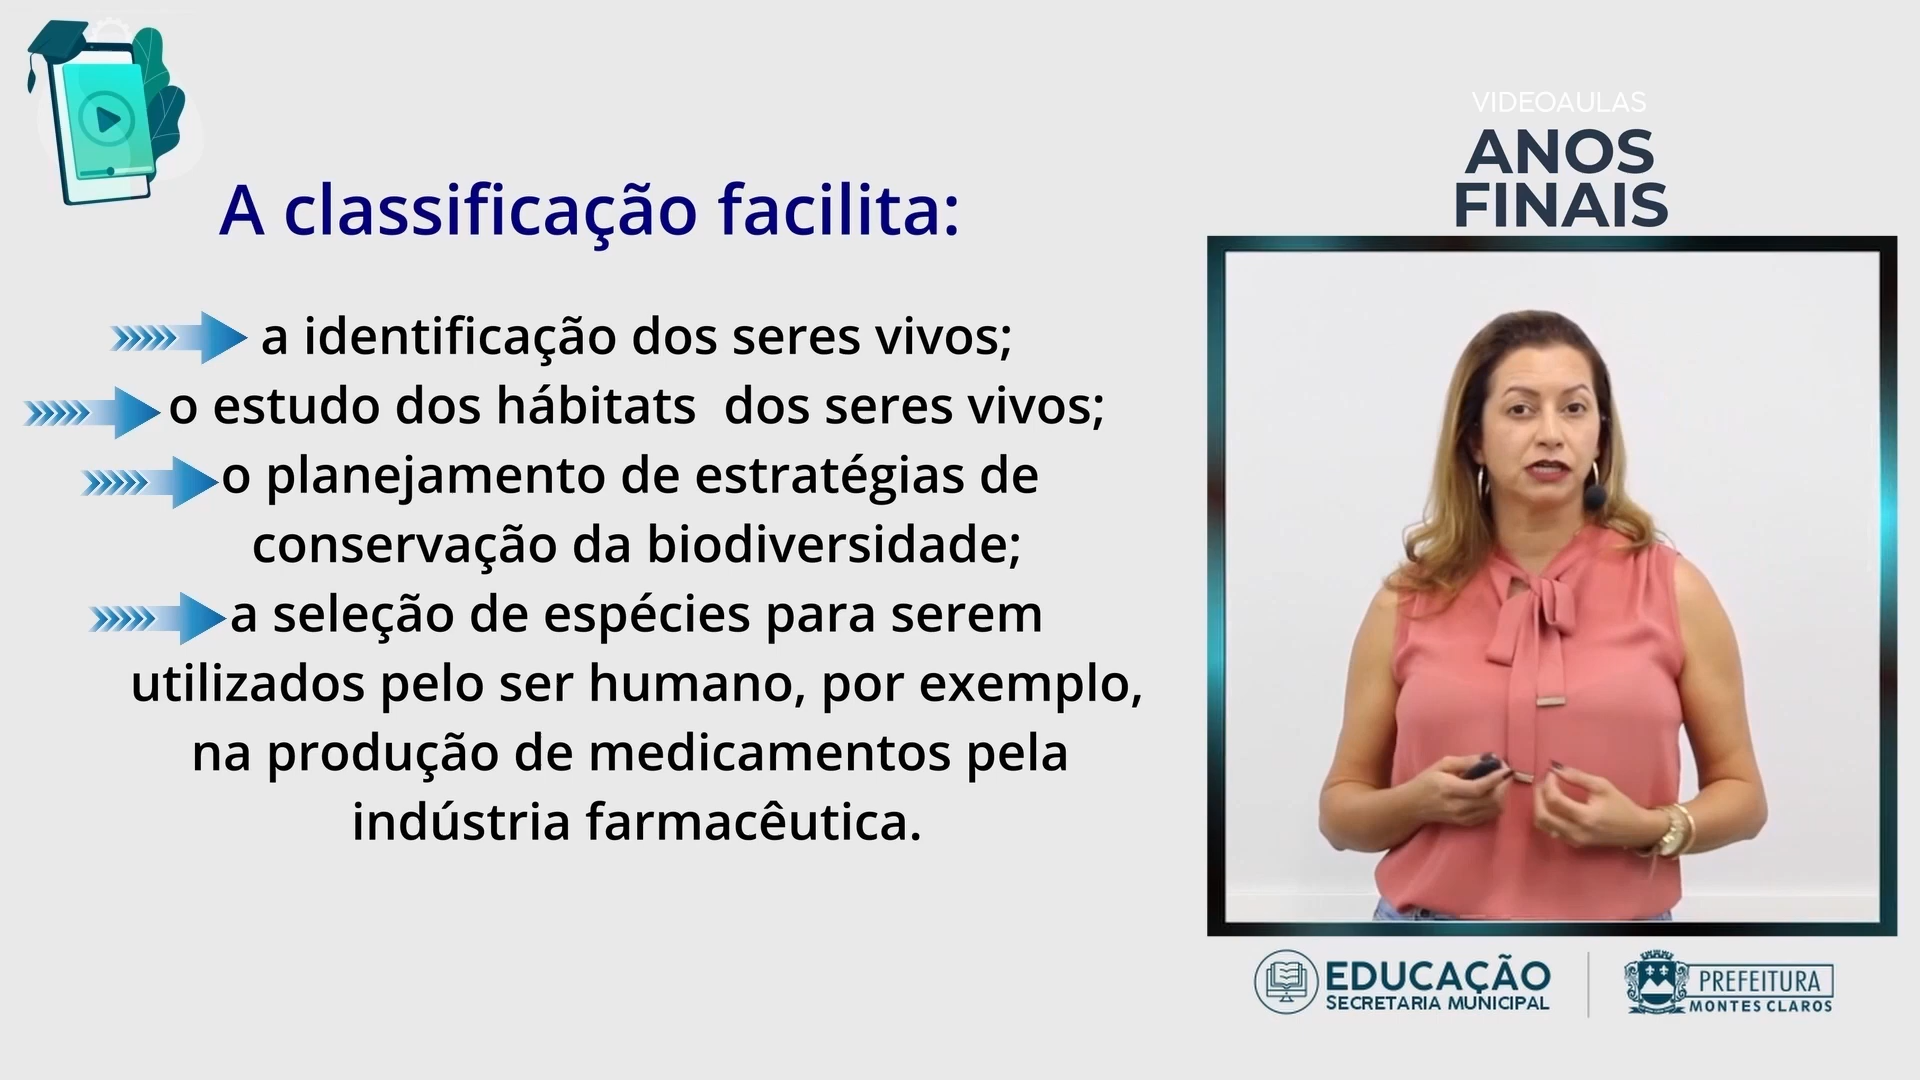 VIDEOAULAS
ANOS
FINAIS
A classificação facilita:
a identificação dos seres vivos;
o estudo dos hábitats  dos seres vivos;
o planejamento de estratégias de
conservação da biodiversidade;
a seleção de espécies para serem
utilizados pelo ser humano, por exemplo,
na produção de medicamentos pela
indústria farmacêutica.
EDUCAÇÃO
SECRETARIA MUNICIPAL
PREFEITURA
MONTES CLAROS